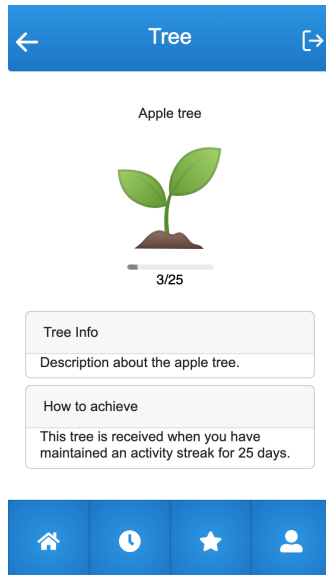 Tree
Apple tree
3/25
Tree Info
Description about the apple tree.
How to achieve
This tree is received when you have
maintained an activity streak for 25 days.